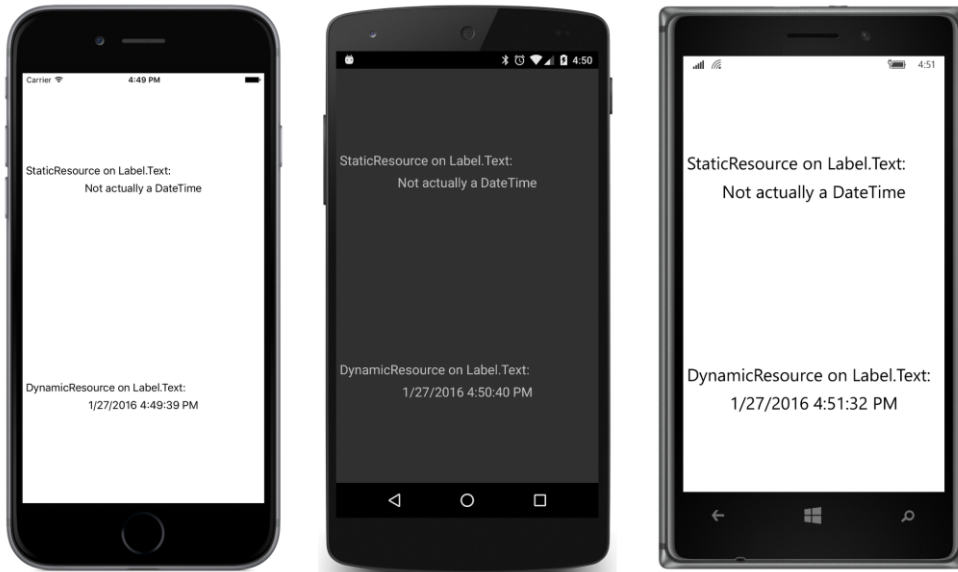 Carrier 4:49 PM
StaticResource on Label.Text:
Not actually a DateTime
DynamicResource on Label.Text:
1/27/2016 4:49:39 PM
4:50
StaticResource on Label.Text:
Not actually a DateTime
DynamicResource on Label.Text:
1/27/2016 4:50:40 PM
4:51
StaticResource on Label.Text:
Not actually a DateTime
DynamicResource on Label.Text:
1/27/2016 4:51:32 PM